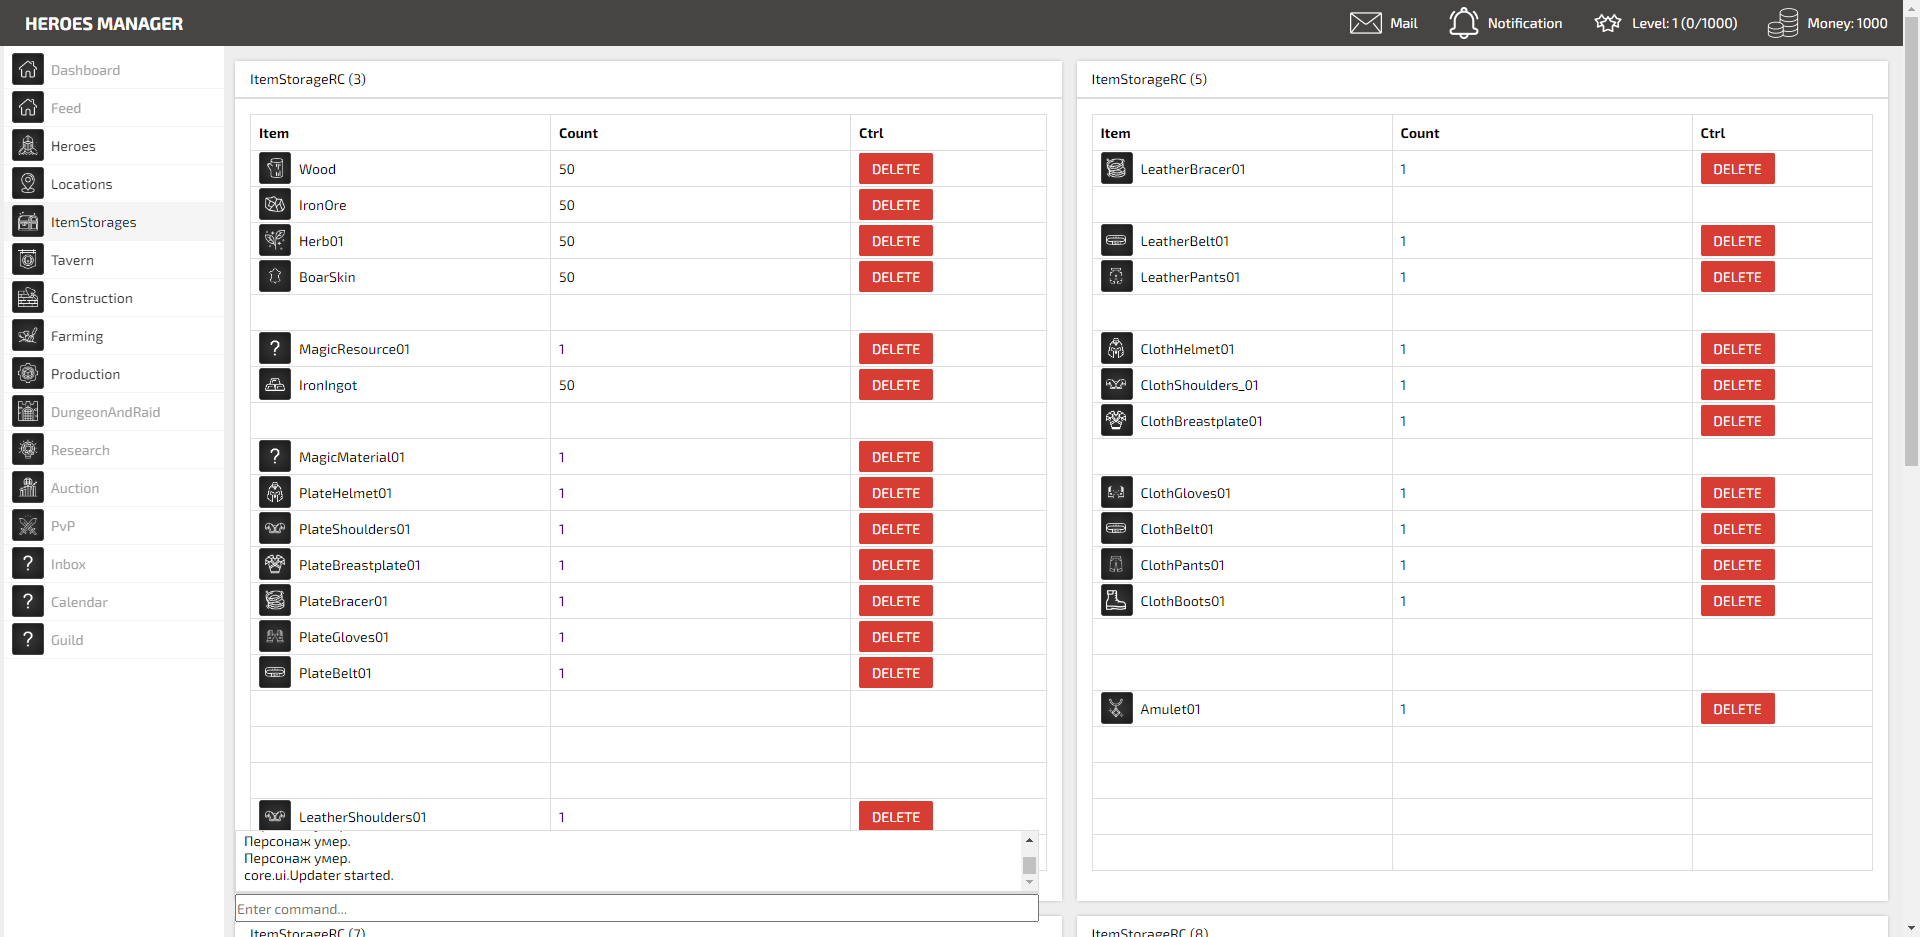 HEROES MANAGER
Mail
Notification
Level: 1 (0/1000)
Money: 1000
Dashboard
Feed
Heroes
Locations
ItemStorages
Tavern
Construction
Farming
Production
DungeonAndRaid
Research
Auction
PvP
? Inbox
? Calendar
? Guild
ItemStorageRC (3)
Item Count Ctrl
Wood 50 DELETE
IronOre 50 DELETE
Herb01 50 DELETE
BoarSkin 50 DELETE
? MagicResource01 1 DELETE
IronIngot 50 DELETE
? MagicMaterial01 1 DELETE
PlateHelmet01 1 DELETE
PlateShoulders01 1 DELETE
PlateBreastplate01 1 DELETE
PlateBracer01 1 DELETE
PlateGloves01 1 DELETE
PlateBelt01 1 DELETE
LeatherShoulders01 1 DELETE
Персонаж умер.
Персонаж умер.
core.ui.Updater started.
Enter command...
ItemStorageRC (7)
ItemStorageRC (5)
Item Count Ctrl
LeatherBracer01 1 DELETE
LeatherBelt01 1 DELETE
LeatherPants01 1 DELETE
ClothHelmet01 1 DELETE
ClothShoulders_01 1 DELETE
ClothBreastplate01 1 DELETE
ClothGloves01 1 DELETE
ClothBelt01 1 DELETE
ClothPants01 1 DELETE
ClothBoots01 1 DELETE
Amulet01 1 DELETE
ItemStorageRC (8)